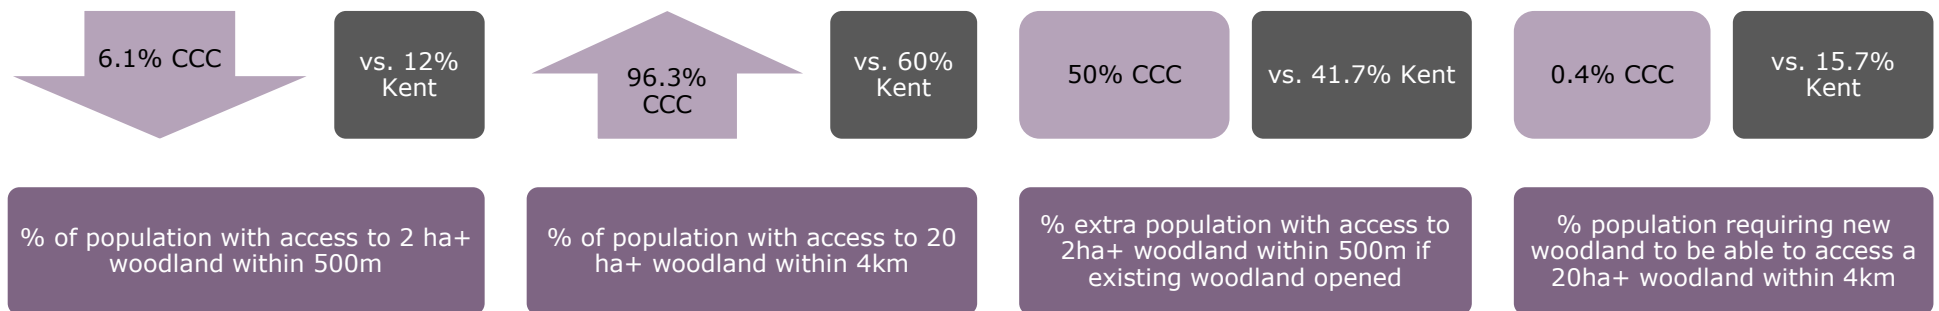 6.1% CCC
vs. 12%
Kent
96.3%
CCC
vs. 60%
Kent
50% CCC
vs. 41.7% Kent
0.4% CCC
vs. 15.7%
Kent
% of population with access to 2 ha+
woodland within 500m
% of population with access to 20
ha+ woodland within 4km
% extra population with access to
2ha+ woodland within 500m if
existing woodland opened
% population requiring new
woodland to be able to access a
20ha+ woodland within 4km